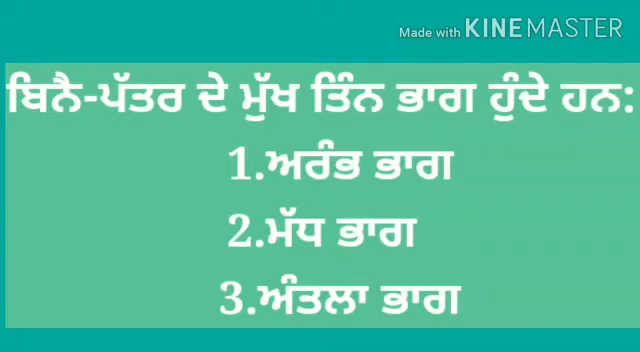 Made with KINEMASTER
ਬਿਨੈ-ਪੱਤਰ ਦੇ ਮੁੱਖ ਤਿੰਨ ਭਾਗ ਹੁੰਦੇ ਹਨ:
1.ਅਰੰਭ ਭਾਗ
2.ਮੱਧ ਭਾਗ
3.ਅੰਤਲਾ ਭਾਗ